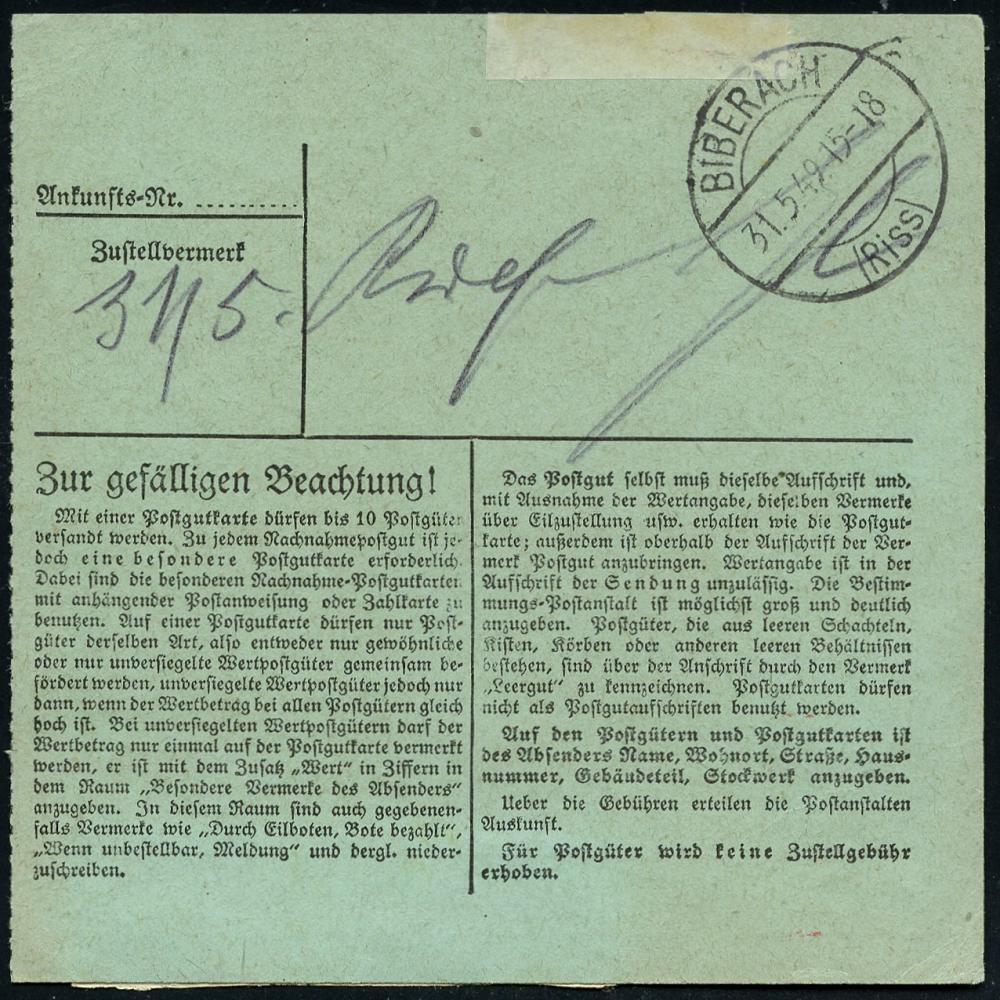 BIBERACH
31.5.49.15-18
(Riss)
Ankunfts-Nr. ..........
Zustellvermerk
31/5.
Zur gefälligen Beachtung!
Mit einer Postgutkarte dürfen bis 10 Postgüter
versandt werden. Zu jedem Nachnahmepostgut ist je-
doch eine besondere Postgutkarte erforderlich.
Dabei sind die besonderen Nachnahme-Postgutkarten
mit anhängender Postanweisung oder Zahlkarte zu
benutzen. Auf einer Postgutkarte dürfen nur Post-
güter derselben Art, also entweder nur gewöhnliche
oder nur unversiegelte Wertpostgüter gemeinsam be-
fördert werden, unversiegelte Wertpostgüter jedoch nur
dann, wenn der Wertbetrag bei allen Postgütern gleich
hoch ist. Bei unversiegelten Wertpostgütern darf der
Wertbetrag nur einmal auf der Postgutkarte vermerkt
werden, er ist mit dem Zusatz „Wert“ in Ziffern in
dem Raum „Besondere Vermerke des Absenders“
anzugeben. In diesem Raum sind auch gegebenen-
falls Vermerke wie „Durch Eilboten, Bote bezahlt“,
„Wenn unbestellbar, Meldung“ und dergl. nieder-
zuschreiben.
Das Postgut selbst muß dieselbe Aufschrift und,
mit Ausnahme der Wertangabe, dieselben Vermerke
über Eilzustellung usw. erhalten wie die Postgut-
karte; außerdem ist oberhalb der Aufschrift der Ver-
merk Postgut anzubringen. Wertangabe ist in der
Aufschrift der Sendung unzulässig. Die Bestim-
mungs-Postanstalt ist möglichst groß und deutlich
anzugeben. Postgüter, die aus leeren Schachteln,
Kisten, Körben oder anderen leeren Behältnissen
bestehen, sind über der Anschrift durch den Vermerk
„Leergut“ zu kennzeichnen. Postgutkarten dürfen
nicht als Postgutaufschriften benutzt werden.
Auf den Postgütern und Postgutkarten ist
des Absenders Name, Wohnort, Straße, Haus-
nummer, Gebäudeteil, Stockwerk anzugeben.
Ueber die Gebühren erteilen die Postanstalten
Auskunft.
Für Postgüter wird keine Zustellgebühr
erhoben.